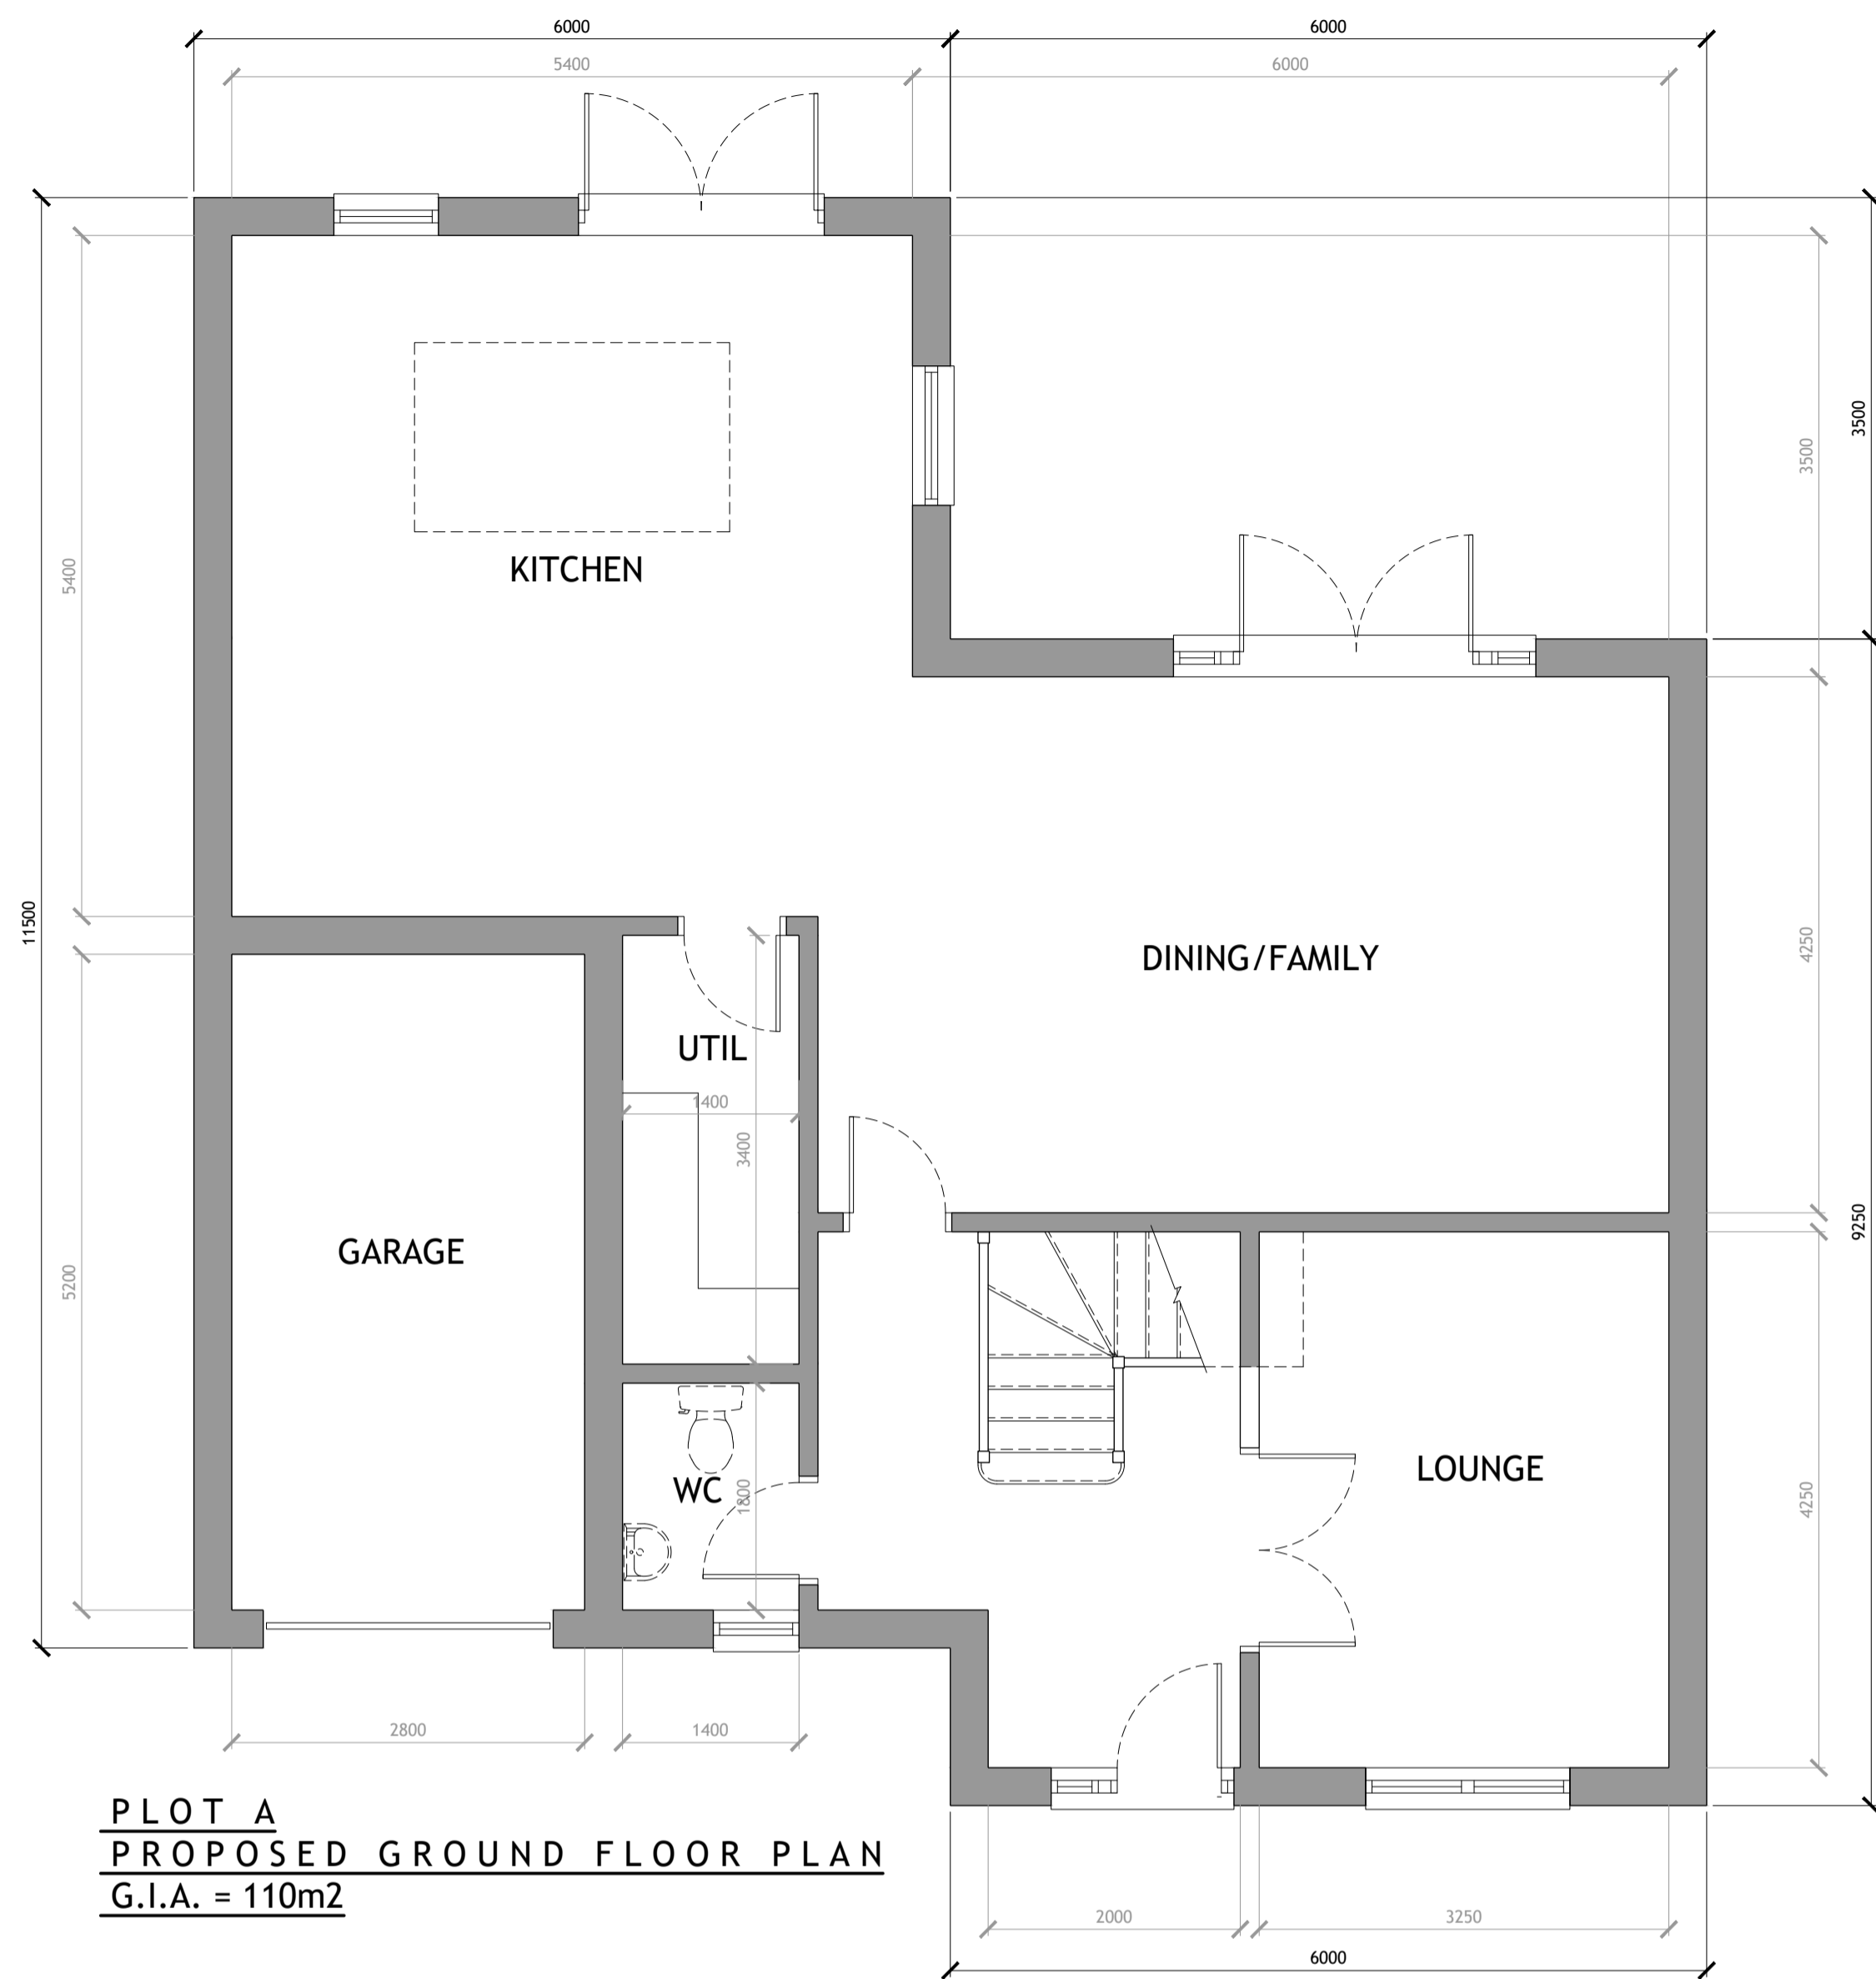 6000
6000
5400
6000
3500
3500
5400
KITCHEN
11500
DINING/FAMILY
4250
UTIL
1400
3400
9250
GARAGE
5200
LOUNGE
WC
1800
4250
2800
1400
PLOT A
PROPOSED GROUND FLOOR PLAN
G.I.A. = 110m2
2000
3250
6000